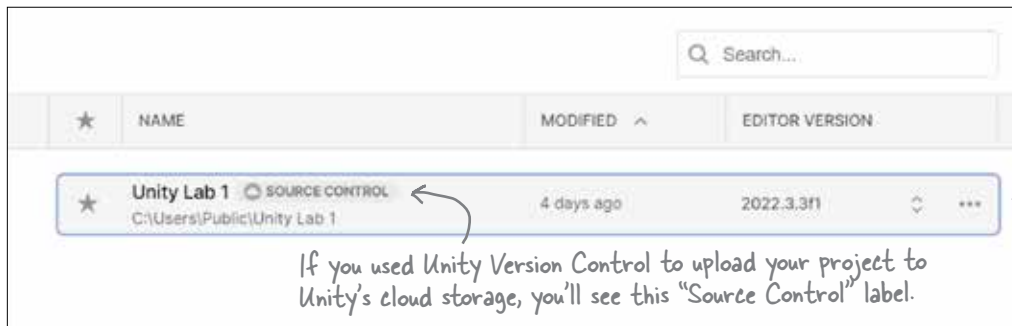 Search...
NAME MODIFIED EDITOR VERSION
Unity Lab 1 SOURCE CONTROL
4 days ago 2022.3.3f1 ...
C:\Users\Public\Unity Lab 1
If you used Unity Version Control to upload your project to
Unity's cloud storage, you'll see this "Source Control" label.